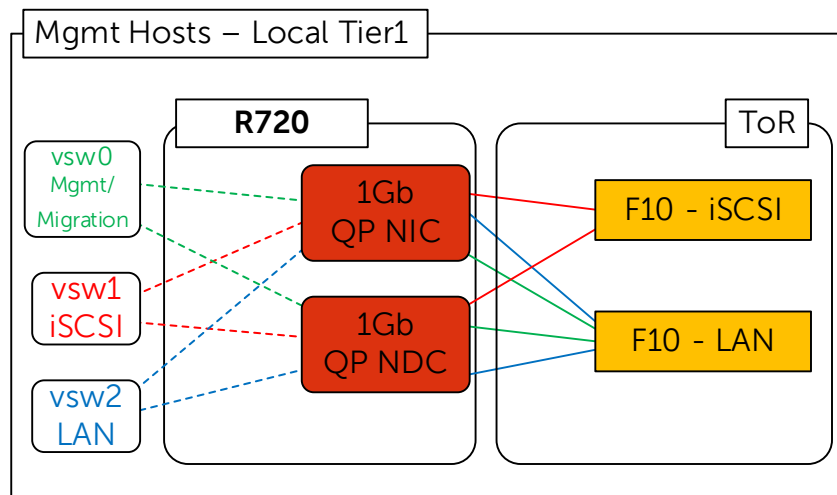 Mgmt Hosts – Local Tier1
R720
ToR
vsw0
Mgmt/
Migration
vsw1
iSCSI
vsw2
LAN
1Gb
QP NIC
1Gb
QP NDC
F10 - iSCSI
F10 - LAN